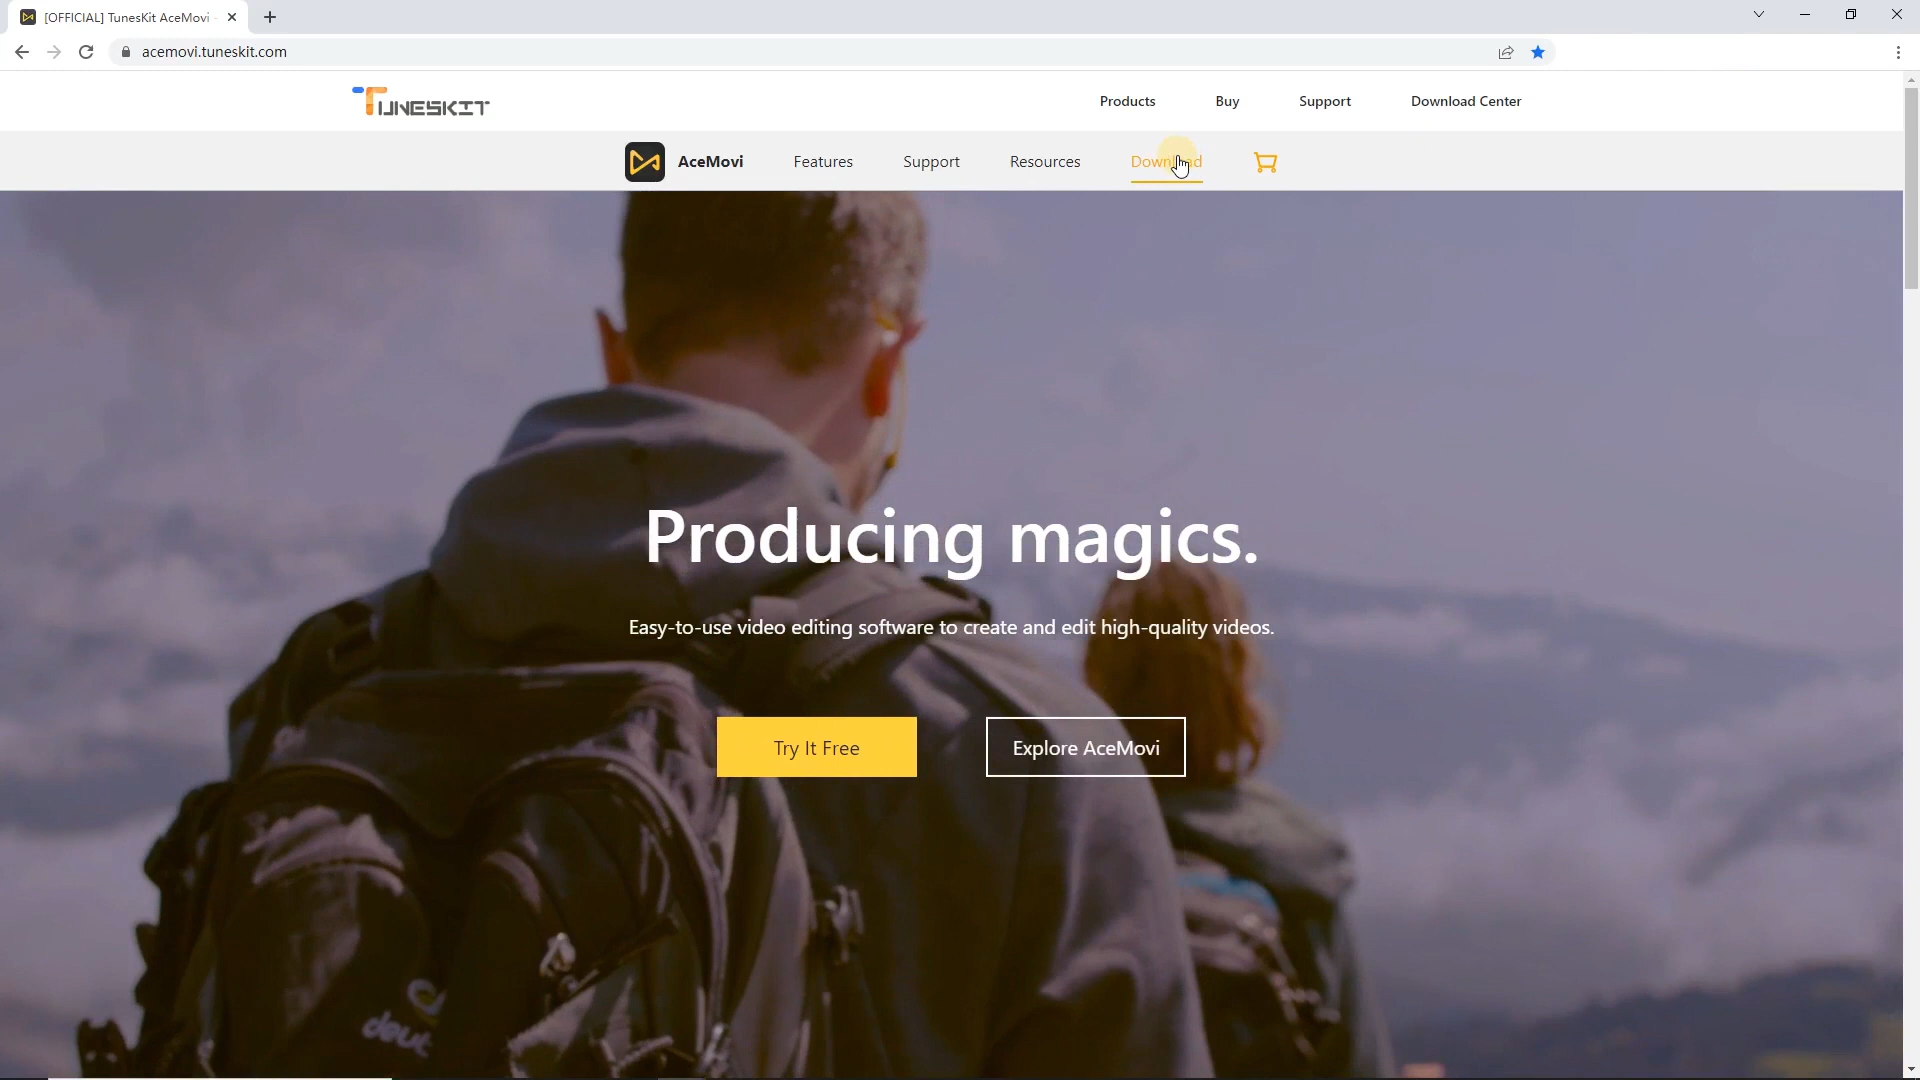 [OFFICIAL] TunesKit AceMovi
acemovi.tuneskit.com
TUNESKIT
Products Buy Support Download Center
AceMovi Features Support Resources Download
Producing magics.
Easy-to-use video editing software to create and edit high-quality videos.
Try It Free Explore AceMovi
deut